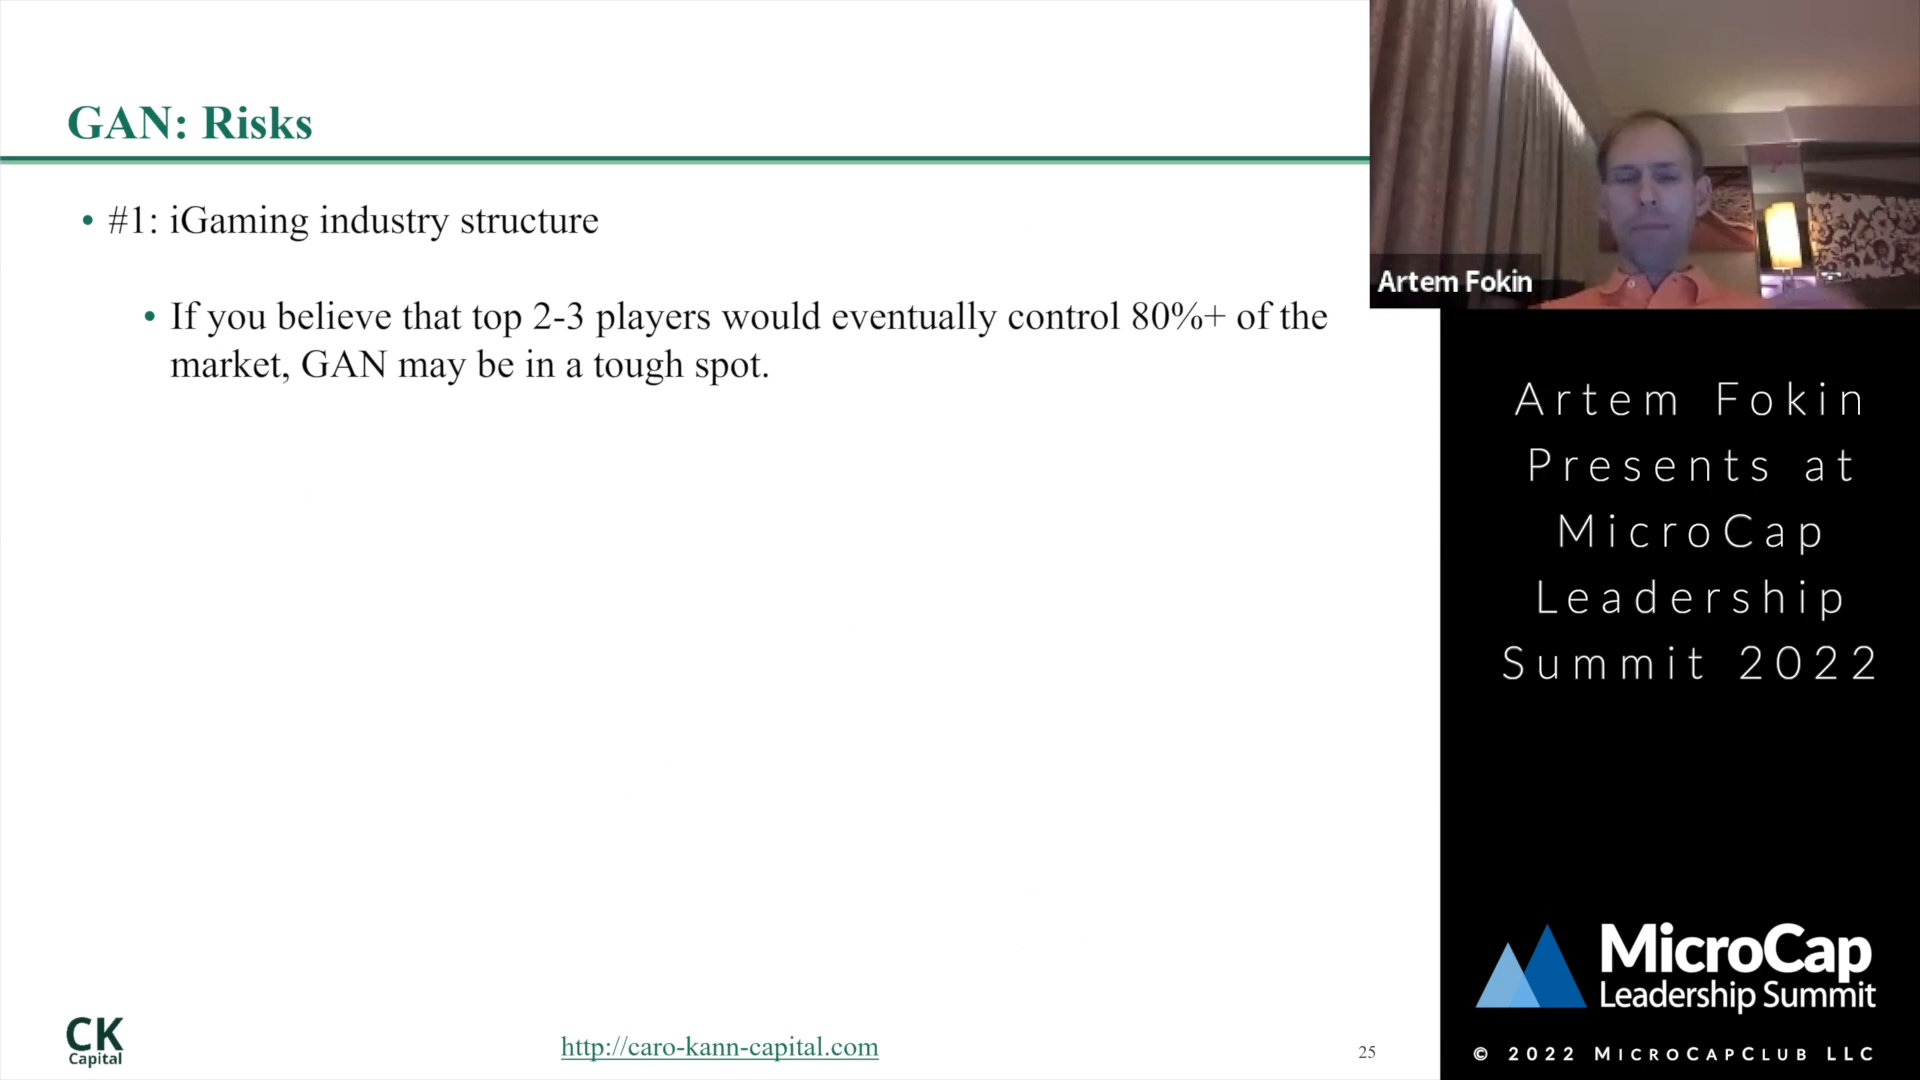 GAN: Risks
• #1: iGaming industry structure
• If you believe that top 2-3 players would eventually control 80%+ of the
market, GAN may be in a tough spot.
CK
Capital
http://caro-kann-capital.com
25
Artem Fokin
Artem Fokin
Presents at
MicroCap
Leadership
Summit 2022
MicroCap
Leadership Summit
© 2022 MicroCapClub LLC